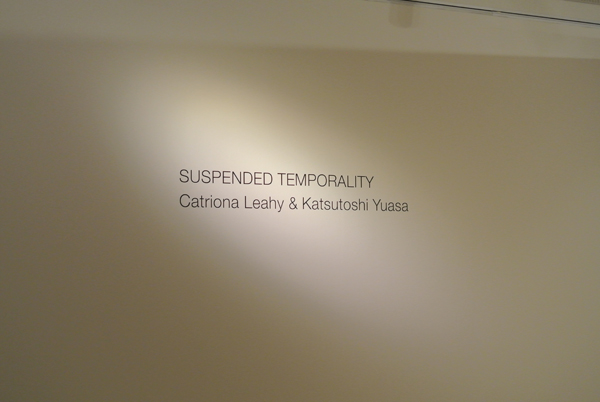 SUSPENDED TEMPORALITY
Catriona Leahy & Katsutoshi Yuasa